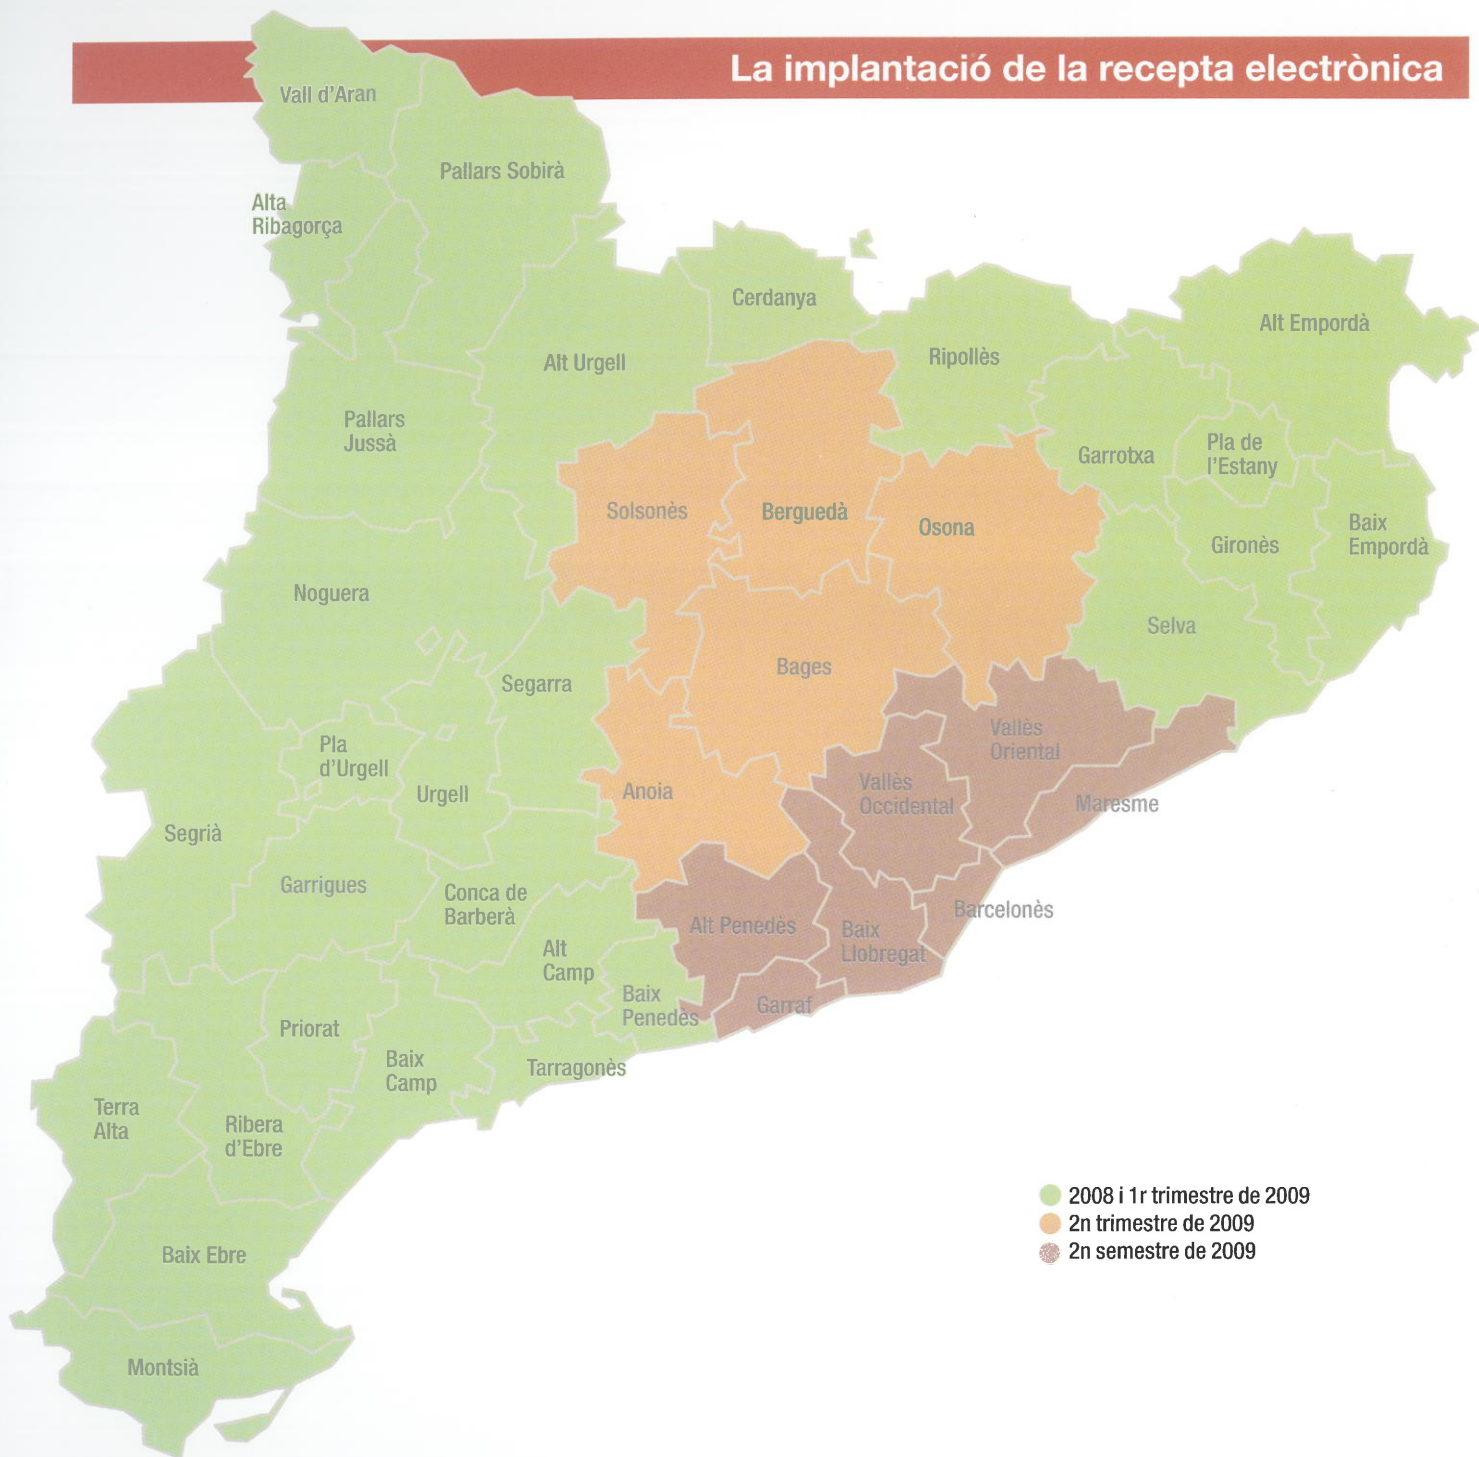 La implantació de la recepta electrònica
Vall d'Aran
Pallars Sobirà
Alta
Ribagorça
Cerdanya
Alt Empordà
Ripollès
Alt Urgell
Pallars
Jussà
Garrotxa
Pla de
l'Estany
Solsonès
Berguedà
Osona
Baix
Empordà
Gironès
Noguera
Selva
Bages
Segarra
Vallès
Oriental
Pla
d'Urgell
Urgell
Anoia
Vallès
Occidental
Maresme
Segrià
Garrigues
Conca de
Barberà
Barcelonès
Alt Penedès
Baix
Llobregat
Alt
Camp
Baix
Penedès
Garraf
Priorat
Baix
Camp
Tarragonès
Terra
Alta
Ribera
d'Ebre
2008 i 1r trimestre de 2009
2n trimestre de 2009
2n semestre de 2009
Baix Ebre
Montsià